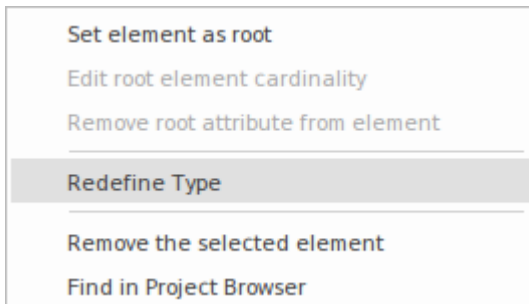 Set element as root
Edit root element cardinality
Remove root attribute from element
Redefine Type
Remove the selected element
Find in Project Browser